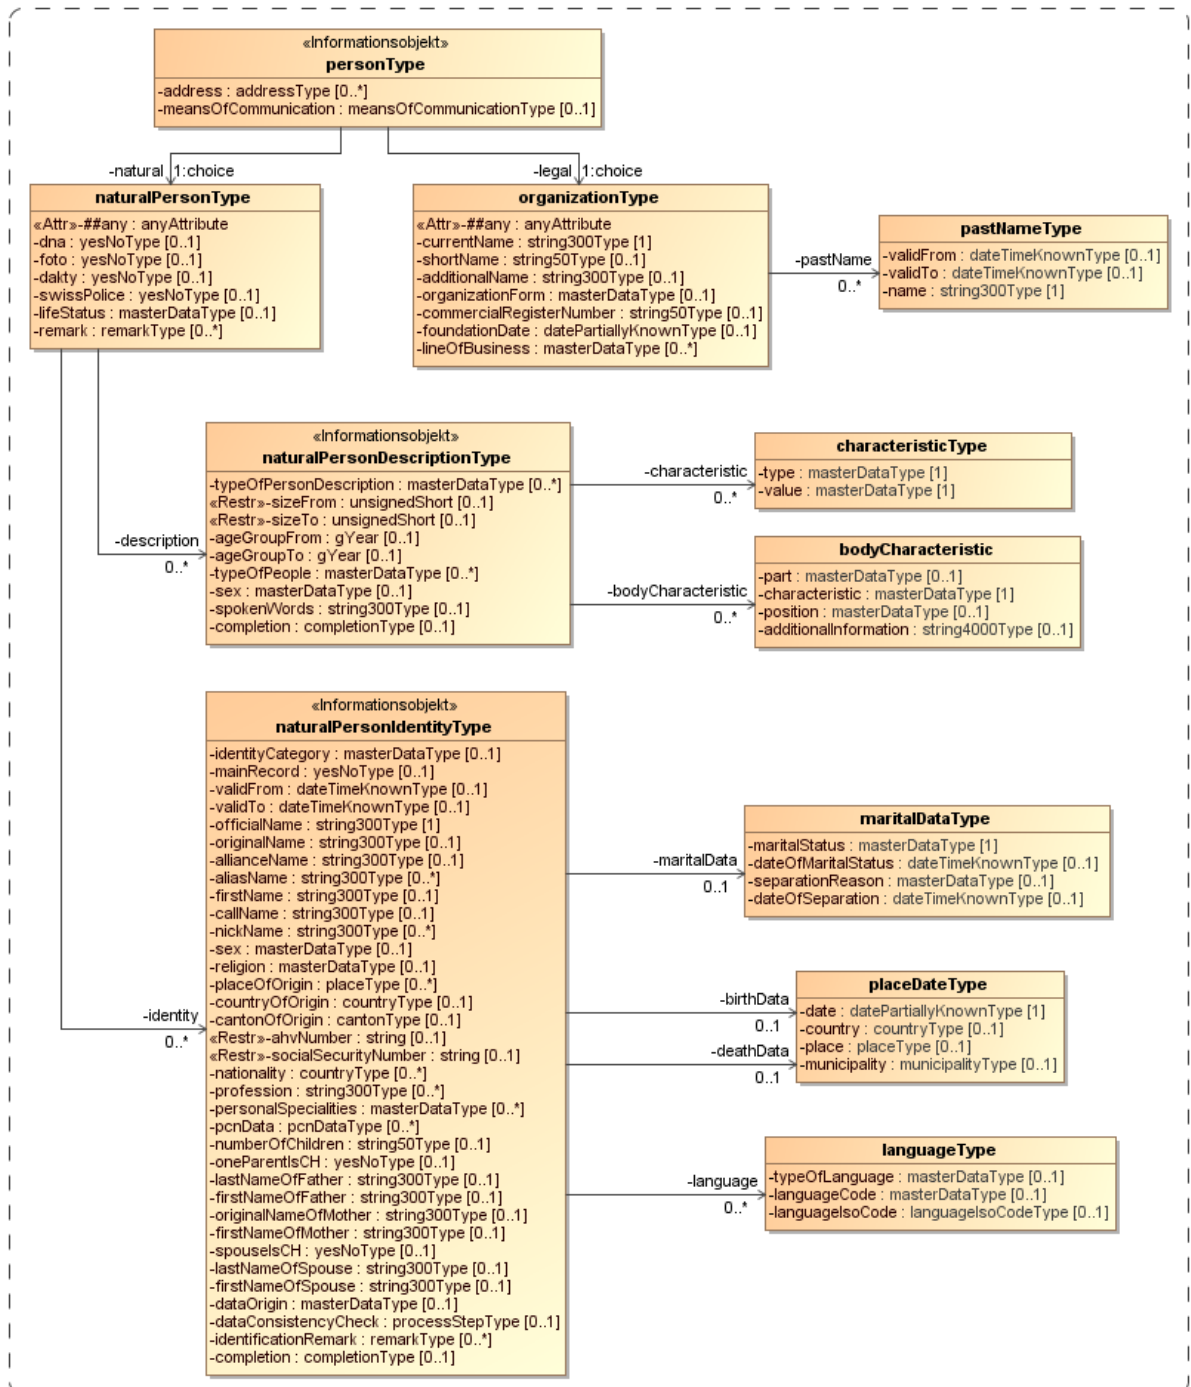 «Informationsobjekt»
personType
-address : addressType [0..*]
-meansOfCommunication : meansOfCommunicationType [0..1]
-natural 1:choice
-legal 1:choice
naturalPersonType
«Attr»-##any : anyAttribute
-dna : yesNoType [0..1]
-foto : yesNoType [0..1]
-dakty : yesNoType [0..1]
-swissPolice : yesNoType [0..1]
-lifeStatus : masterDataType [0..1]
-remark : remarkType [0..*]
organizationType
«Attr»-##any : anyAttribute
-currentName : string300Type [1]
-shortName : string50Type [0..1]
-additionalName : string300Type [0..1]
-organizationForm : masterDataType [0..1]
-commercialRegisterNumber : string50Type [0..1]
-foundationDate : datePartiallyKnownType [0..1]
-lineOfBusiness : masterDataType [0..*]
-pastName
0..*
pastNameType
-validFrom : dateTimeKnownType [0..1]
-validTo : dateTimeKnownType [0..1]
-name : string300Type [1]
-description
0..*
«Informationsobjekt»
naturalPersonDescriptionType
-typeOfPersonDescription : masterDataType [0..*]
«Restr»-sizeFrom : unsignedShort [0..1]
«Restr»-sizeTo : unsignedShort [0..1]
-ageGroupFrom : gYear [0..1]
-ageGroupTo : gYear [0..1]
-typeOfPeople : masterDataType [0..*]
-sex : masterDataType [0..1]
-spokenWords : string300Type [0..1]
-completion : completionType [0..1]
-characteristic
0..*
characteristicType
-type : masterDataType [1]
-value : masterDataType [1]
-bodyCharacteristic
0..*
bodyCharacteristic
-part : masterDataType [0..1]
-characteristic : masterDataType [1]
-position : masterDataType [0..1]
-additionalInformation : string4000Type [0..1]
-identity
0..*
«Informationsobjekt»
naturalPersonIdentityType
-identityCategory : masterDataType [0..1]
-mainRecord : yesNoType [0..1]
-validFrom : dateTimeKnownType [0..1]
-validTo : dateTimeKnownType [0..1]
-officialName : string300Type [1]
-originalName : string300Type [0..1]
-allianceName : string300Type [0..1]
-aliasName : string300Type [0..*]
-firstName : string300Type [0..1]
-callName : string300Type [0..1]
-nickName : string300Type [0..*]
-sex : masterDataType [0..1]
-religion : masterDataType [0..1]
-placeOfOrigin : placeType [0..*]
-countryOfOrigin : countryType [0..1]
-cantonOfOrigin : cantonType [0..1]
«Restr»-ahvNumber : string [0..1]
«Restr»-socialSecurityNumber : string [0..1]
-nationality : countryType [0..*]
-profession : string300Type [0..*]
-personalSpecialities : masterDataType [0..*]
-pcnData : pcnDataType [0..*]
-numberOfChildren : string50Type [0..1]
-oneParentIsCH : yesNoType [0..1]
-lastNameOfFather : string300Type [0..1]
-firstNameOfFather : string300Type [0..1]
-originalNameOfMother : string300Type [0..1]
-firstNameOfMother : string300Type [0..1]
-spouseIsCH : yesNoType [0..1]
-lastNameOfSpouse : string300Type [0..1]
-firstNameOfSpouse : string300Type [0..1]
-dataOrigin : masterDataType [0..1]
-dataConsistencyCheck : processStepType [0..1]
-identificationRemark : remarkType [0..*]
-completion : completionType [0..1]
-maritalData
0..1
maritalDataType
-maritalStatus : masterDataType [1]
-dateOfMaritalStatus : dateTimeKnownType [0..1]
-separationReason : masterDataType [0..1]
-dateOfSeparation : dateTimeKnownType [0..1]
-birthData
0..1
-deathData
0..1
placeDateType
-date : datePartiallyKnownType [1]
-country : countryType [0..1]
-place : placeType [0..1]
-municipality : municipalityType [0..1]
-language
0..*
languageType
-typeOfLanguage : masterDataType [0..1]
-languageCode : masterDataType [0..1]
-languageIsoCode : languageIsoCodeType [0..1]